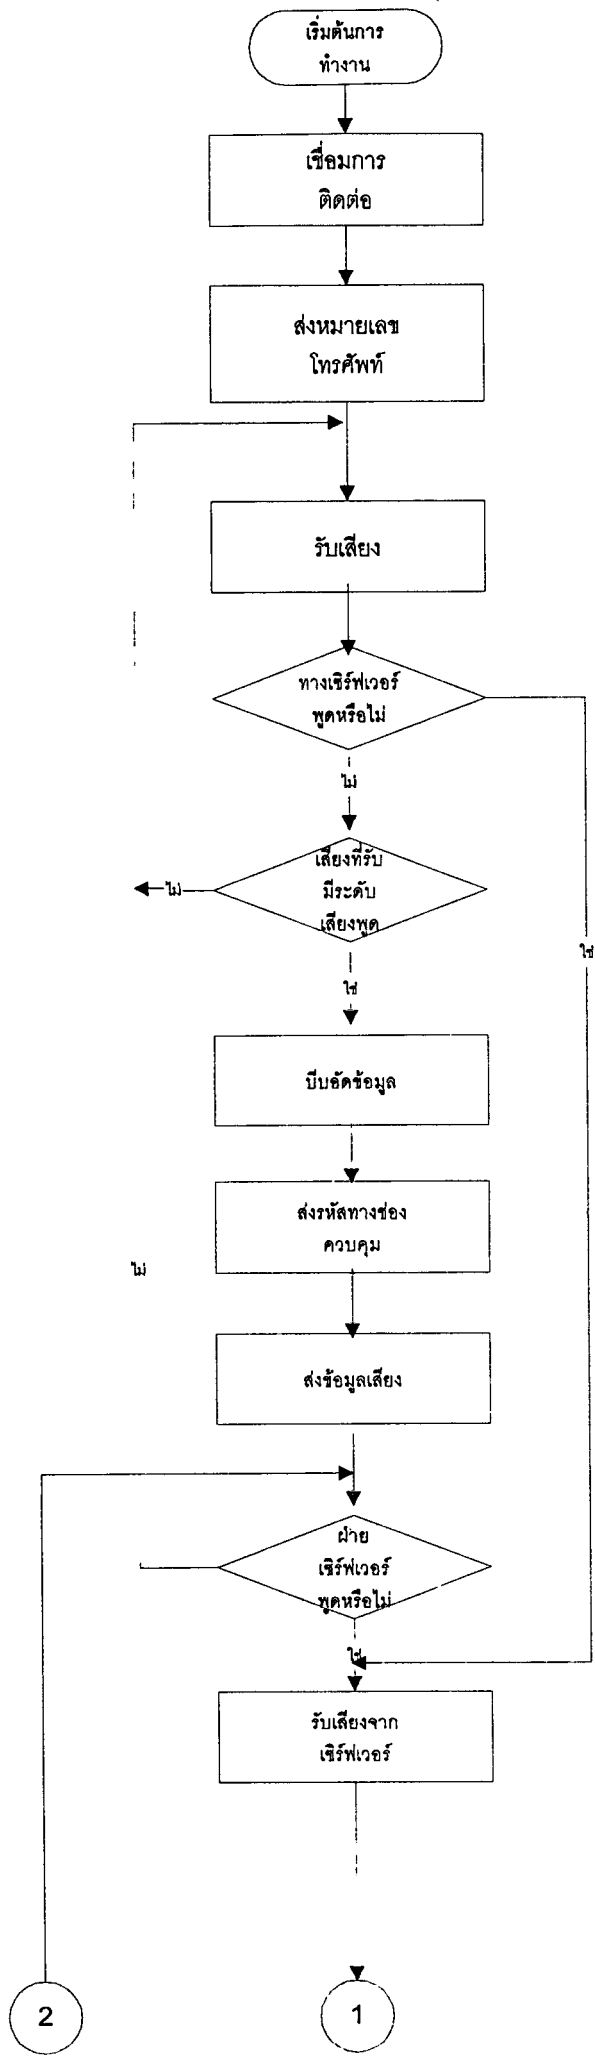 เริ่มต้นการ
ทำงาน
เชื่อมการ
ติดต่อ
ส่งหมายเลข
โทรศัพท์
รับเสียง
ทางเซิร์ฟเวอร์
พูดหรือไม่
ไม่
เสียงที่รับ
มีระดับ
เสียงพูด
ไม่
ใช่
ใช่
บีบอัดข้อมูล
ส่งรหัสทางช่อง
ควบคุม
ไม่
ส่งข้อมูลเสียง
ฝ่าย
เซิร์ฟเวอร์
พูดหรือไม่
ใช่
รับเสียงจาก
เซิร์ฟเวอร์
2
1